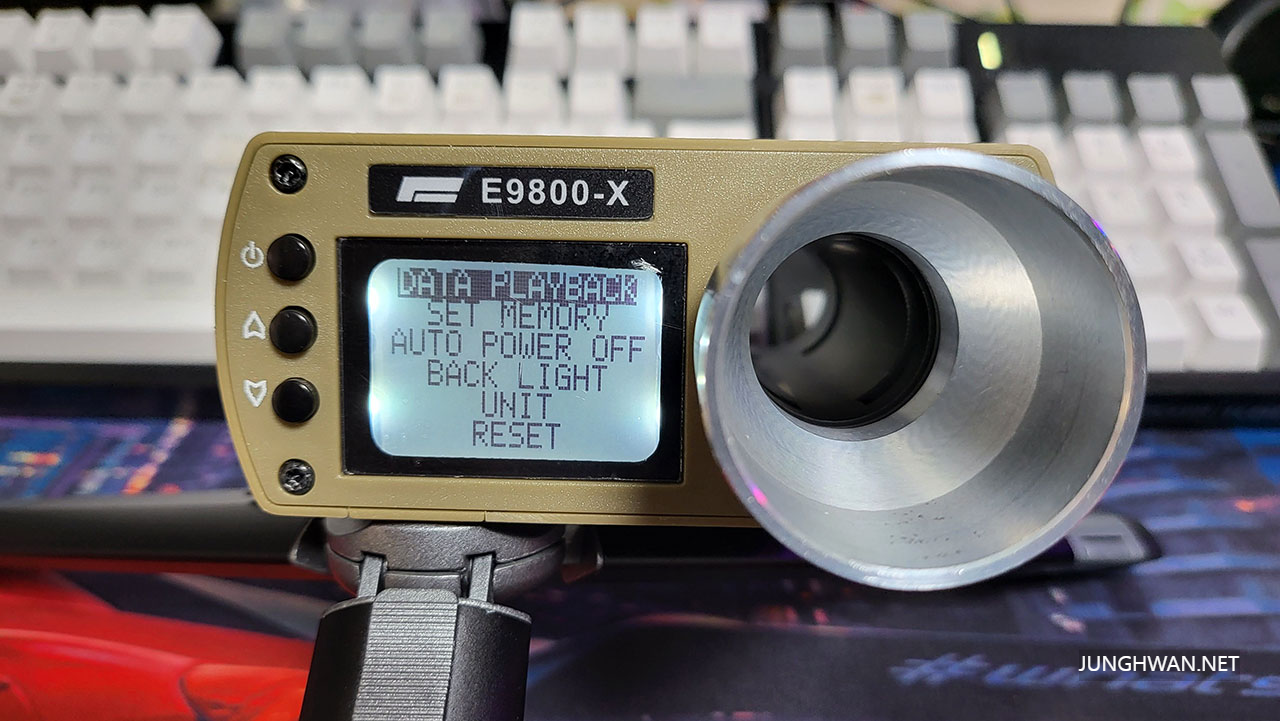 E9800-X
DATA PLAYBACK
SET MEMORY
AUTO POWER OFF
BACK LIGHT
UNIT
RESET
JUNGHWAN.NET